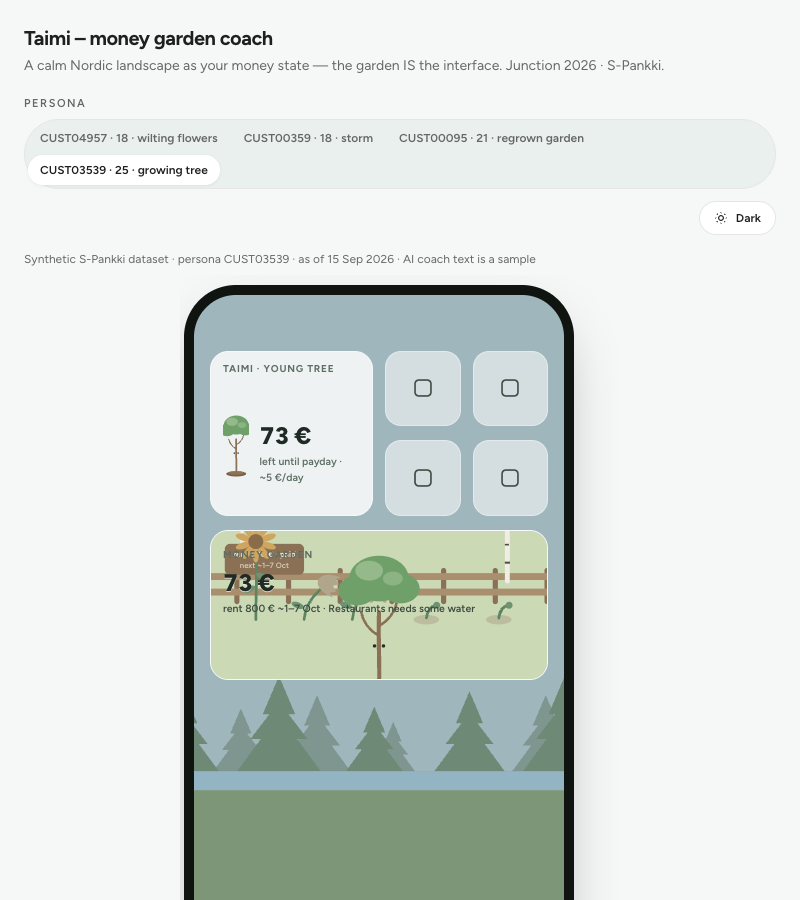 Taimi – money garden coach
A calm Nordic landscape as your money state — the garden IS the interface. Junction 2026 · S-Pankki.
PERSONA
CUST04957 · 18 · wilting flowers
CUST00359 · 18 · storm
CUST00095 · 21 · regrown garden
CUST03539 · 25 · growing tree
Dark
Synthetic S-Pankki dataset · persona CUST03539 · as of 15 Sep 2026 · AI coach text is a sample
TAIMI · YOUNG TREE
73 €
left until payday ·
~5 €/day
MONEY GARDEN
next ~1–7 Oct
73 €
rent 800 € ~1–7 Oct · Restaurants needs some water